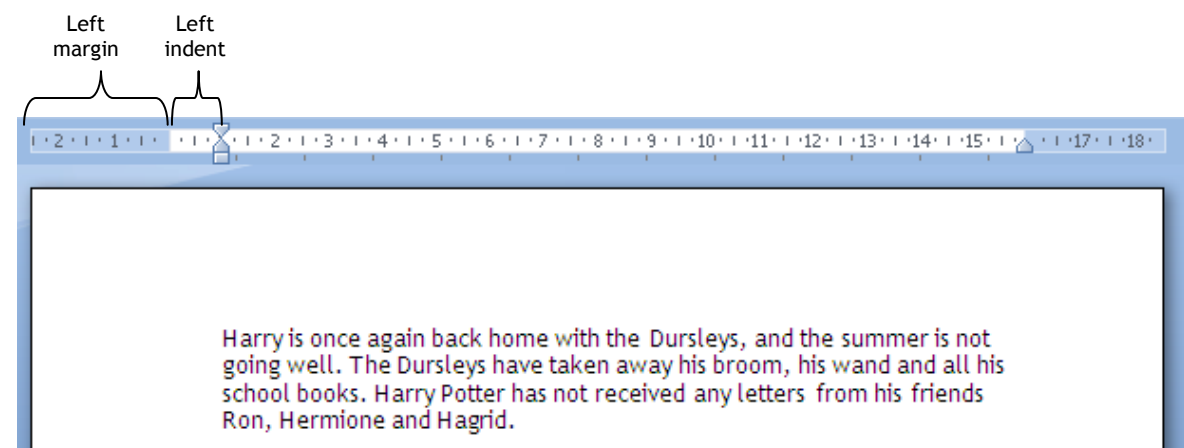 Left Left
margin indent
2 1 2 3 4 5 6 7 8 9 10 11 12 13 14 15 17 18
Harry is once again back home with the Dursleys, and the summer is not
going well. The Dursleys have taken away his broom, his wand and all his
school books. Harry Potter has not received any letters from his friends
Ron, Hermione and Hagrid.